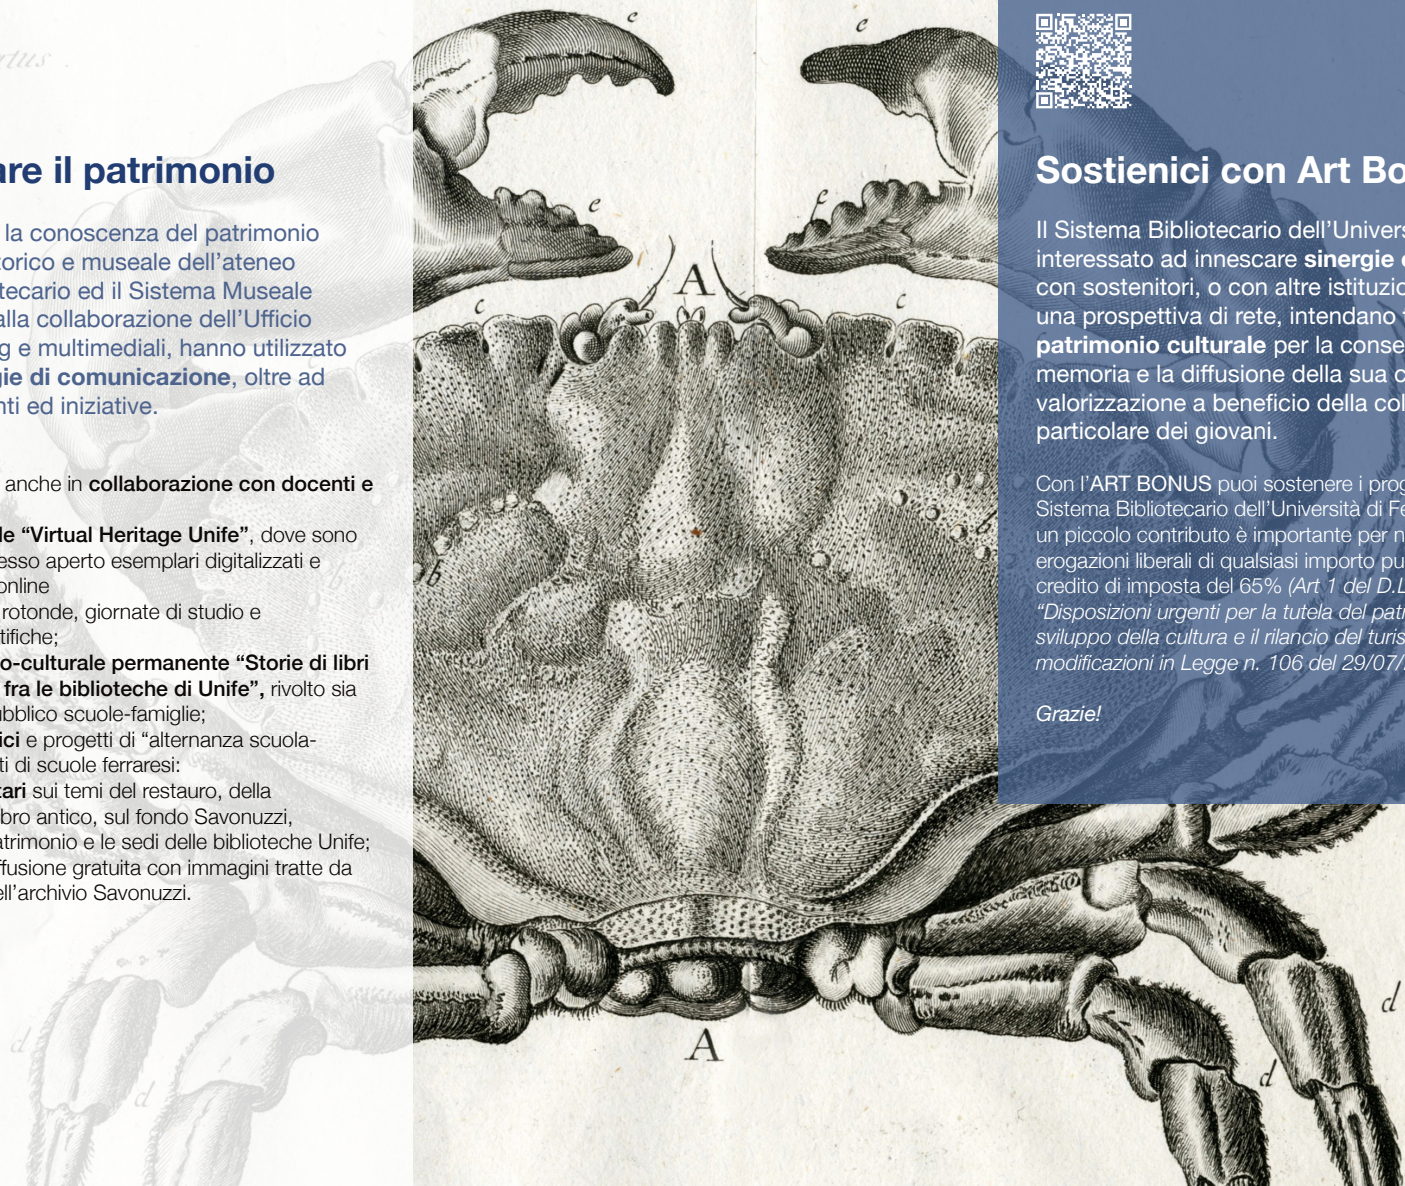 rtus.
are il patrimonio
la conoscenza del patrimonio
torico e museale dell'ateneo
tecario ed il Sistema Museale
alla collaborazione dell'Ufficio
g e multimediali, hanno utilizzato
gie di comunicazione, oltre ad
nti ed iniziative.
anche in collaborazione con docenti e
le “Virtual Heritage Unife”, dove sono
esso aperto esemplari digitalizzati e
online
rotonde, giornate di studio e
tifiche;
o-culturale permanente “Storie di libri
fra le biblioteche di Unife”, rivolto sia
ubblico scuole-famiglie;
ici e progetti di “alternanza scuola-
ti di scuole ferraresi:
tari sui temi del restauro, della
bro antico, sul fondo Savonuzzi,
atrimonio e le sedi delle biblioteche Unife;
ffusione gratuita con immagini tratte da
ell'archivio Savonuzzi.
b
d
d
e
e
e
e
A
c
c
b
b
A
d
d
Sostienici con Art Bo
Il Sistema Bibliotecario dell'Univers
interessato ad innescare sinergie
con sostenitori, o con altre istituzio
una prospettiva di rete, intendano
patrimonio culturale per la conse
memoria e la diffusione della sua c
valorizzazione a beneficio della col
particolare dei giovani.
Con l'ART BONUS puoi sostenere i prog
Sistema Bibliotecario dell'Università di Fe
un piccolo contributo è importante per n
erogazioni liberali di qualsiasi importo pu
credito di imposta del 65% (Art 1 del D.L
“Disposizioni urgenti per la tutela del patr
sviluppo della cultura e il rilancio del turis
modificazioni in Legge n. 106 del 29/07/
Grazie!